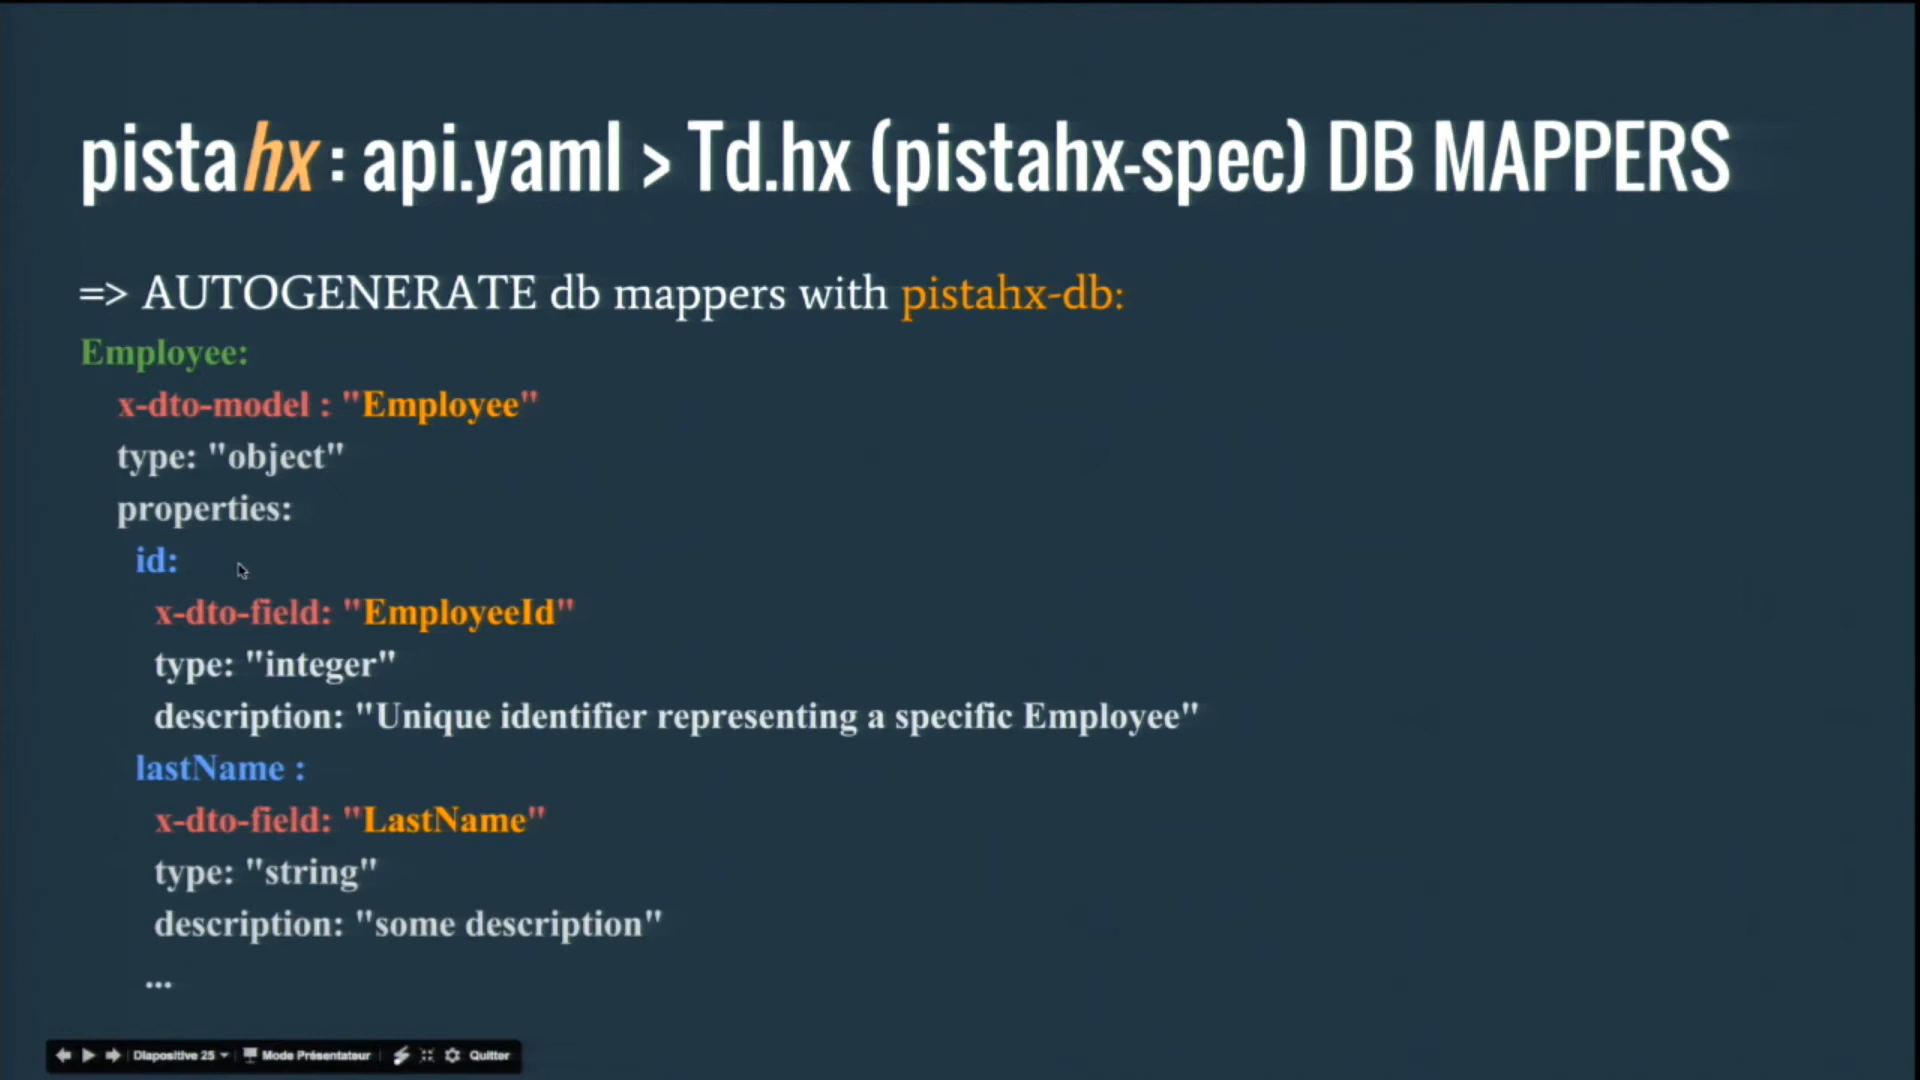 pistahx : api.yaml > Td.hx (pistahx-spec) DB MAPPERS
=> AUTOGENERATE db mappers with pistahx-db:
Employee:
x-dto-model : "Employee"
type: "object"
properties:
id:
x-dto-field: "EmployeeId"
type: "integer"
description: "Unique identifier representing a specific Employee"
lastName :
x-dto-field: "LastName"
type: "string"
description: "some description"
...
Diapositive 25 Mode Présentateur Quitter